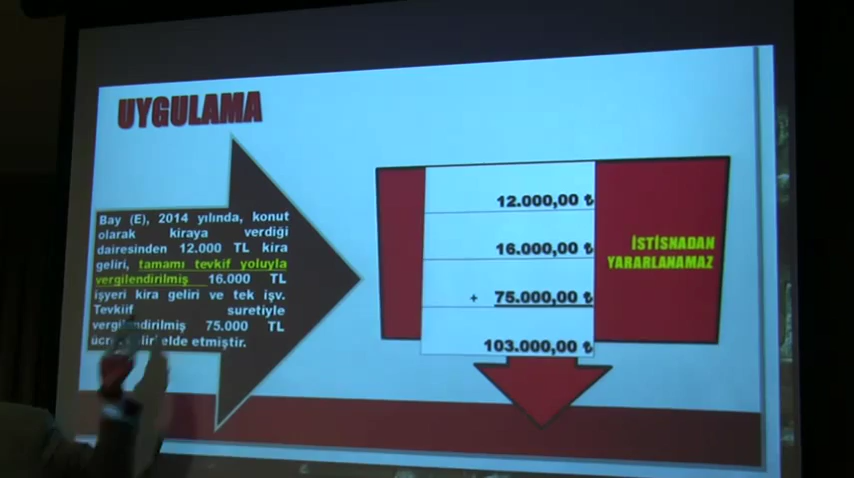 UYGULAMA
Bay (E), 2014 yılında, konut
olarak kiraya verdiği
dairesinden 12.000 TL kira
geliri, tamamı tevkif yoluyla
vergilendirilmiş 16.000 TL
işyeri kira geliri ve tek işv.
Tevkiif suretiyle
vergilendirilmiş 75.000 TL
elde etmiştir.
12.000,00 ₺
16.000,00 ₺
+ 75.000,00 ₺
103.000,00 ₺
İSTİSNADAN
YARARLANAMAZ